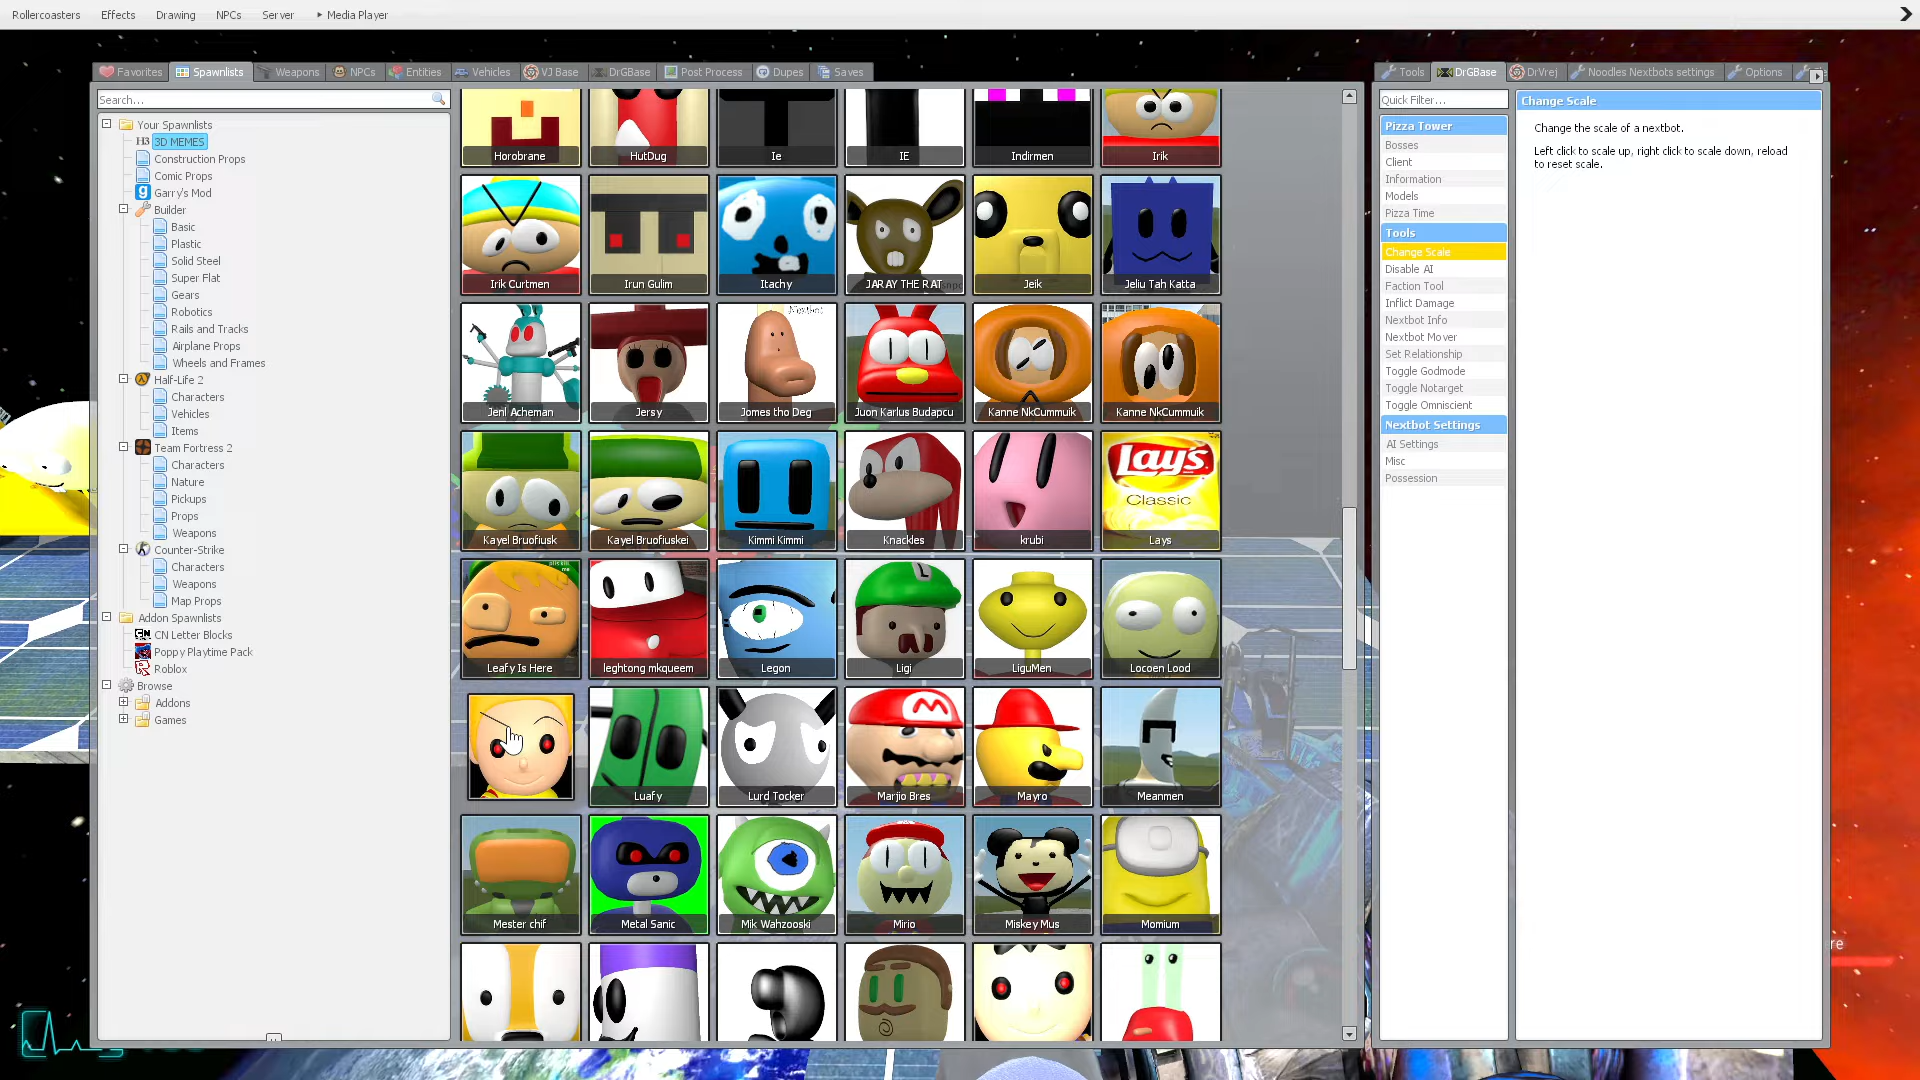 Rollercoasters Effects Drawing NPCs Server Media Player
Favorites Spawnlists Weapons NPCs Entities Vehicles VJ Base DrGBase Post Process Dupes Saves
Search...
Your Spawnlists
3D MEMES
Construction Props
Comic Props
Garry's Mod
Builder
Basic
Plastic
Solid Steel
Super Flat
Gears
Robotics
Rails and Tracks
Airplane Props
Wheels and Frames
Half-Life 2
Characters
Vehicles
Items
Team Fortress 2
Characters
Nature
Pickups
Props
Weapons
Counter-Strike
Characters
Weapons
Map Props
Addon Spawnlists
CN Letter Blocks
Poppy Playtime Pack
Roblox
Browse
Addons
Games
Horobrane HutDug Ie IE Indirmen Irik
Irik Curtmen Irun Gulim Itachy JARAY THE RAT Jeik Jeliu Tah Katta
Nextbot
Jenl Acheman Jersy Jomes tho Deg Juon Karlus Budapcu Kanne NkCummuik Kanne NkCummuik
Lay's
Classic
Kayel Bruofiusk Kayel Bruofiuskei Kimmi Kimmi Knackles krubi Lays
L
Leafy Is Here leghtong mkqueem Legon Ligi LiguMen Locoen Lood
M
Luafy Lurd Tocker Marjio Bres Mayro Meanmen
Mester chif Metal Sanic Mik Wahzooski Mirio Miskey Mus Momium
Tools DrGBase DrVrej Noodles Nextbots settings Options
Quick Filter...
Pizza Tower
Bosses
Client
Information
Models
Pizza Time
Tools
Change Scale
Disable AI
Faction Tool
Inflict Damage
Nextbot Info
Nextbot Mover
Set Relationship
Toggle Godmode
Toggle Notarget
Toggle Omniscient
Nextbot Settings
AI Settings
Misc
Possession
Change Scale
Change the scale of a nextbot.
Left click to scale up, right click to scale down, reload
to reset scale.
re